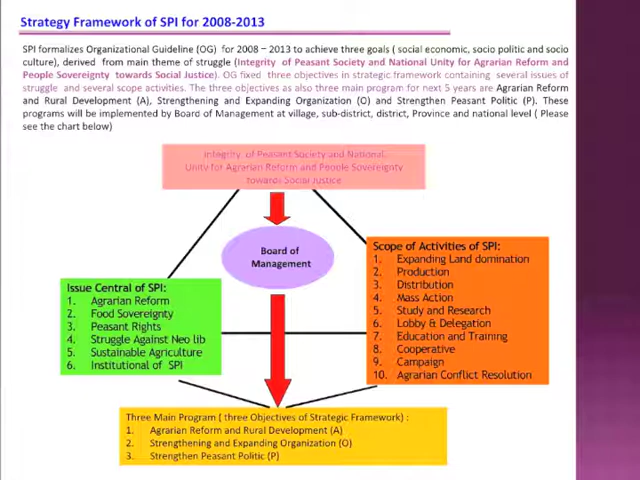 Strategy Framework of SPI for 2008-2013
SPI formalizes Organizational Guideline (OG) for 2008 – 2013 to achieve three goals ( social economic, socio politic and socio
culture), derived from main theme of struggle (Integrity of Peasant Society and National Unity for Agrarian Reform and
People Sovereignty towards Social Justice). OG fixed three objectives in strategic framework containing several issues of
struggle and several scope activities. The three objectives as also three main program for next 5 years are Agrarian Reform
and Rural Development (A), Strengthening and Expanding Organization (O) and Strengthen Peasant Politic (P). These
programs will be implemented by Board of Management at village, sub-district, district, Province and national level ( Please
see the chart below)
Integrity of Peasant Society and National
Unity for Agrarian Reform and People Sovereignty
towards Social Justice
Board of
Management
Issue Central of SPI:
1. Agrarian Reform
2. Food Sovereignty
3. Peasant Rights
4. Struggle Against Neo lib
5. Sustainable Agriculture
6. Institutional of SPI
Scope of Activities of SPI:
1. Expanding Land domination
2. Production
3. Distribution
4. Mass Action
5. Study and Research
6. Lobby & Delegation
7. Education and Training
8. Cooperative
9. Campaign
10. Agrarian Conflict Resolution
Three Main Program ( three Objectives of Strategic Framework) :
1. Agrarian Reform and Rural Development (A)
2. Strengthening and Expanding Organization (O)
3. Strengthen Peasant Politic (P)